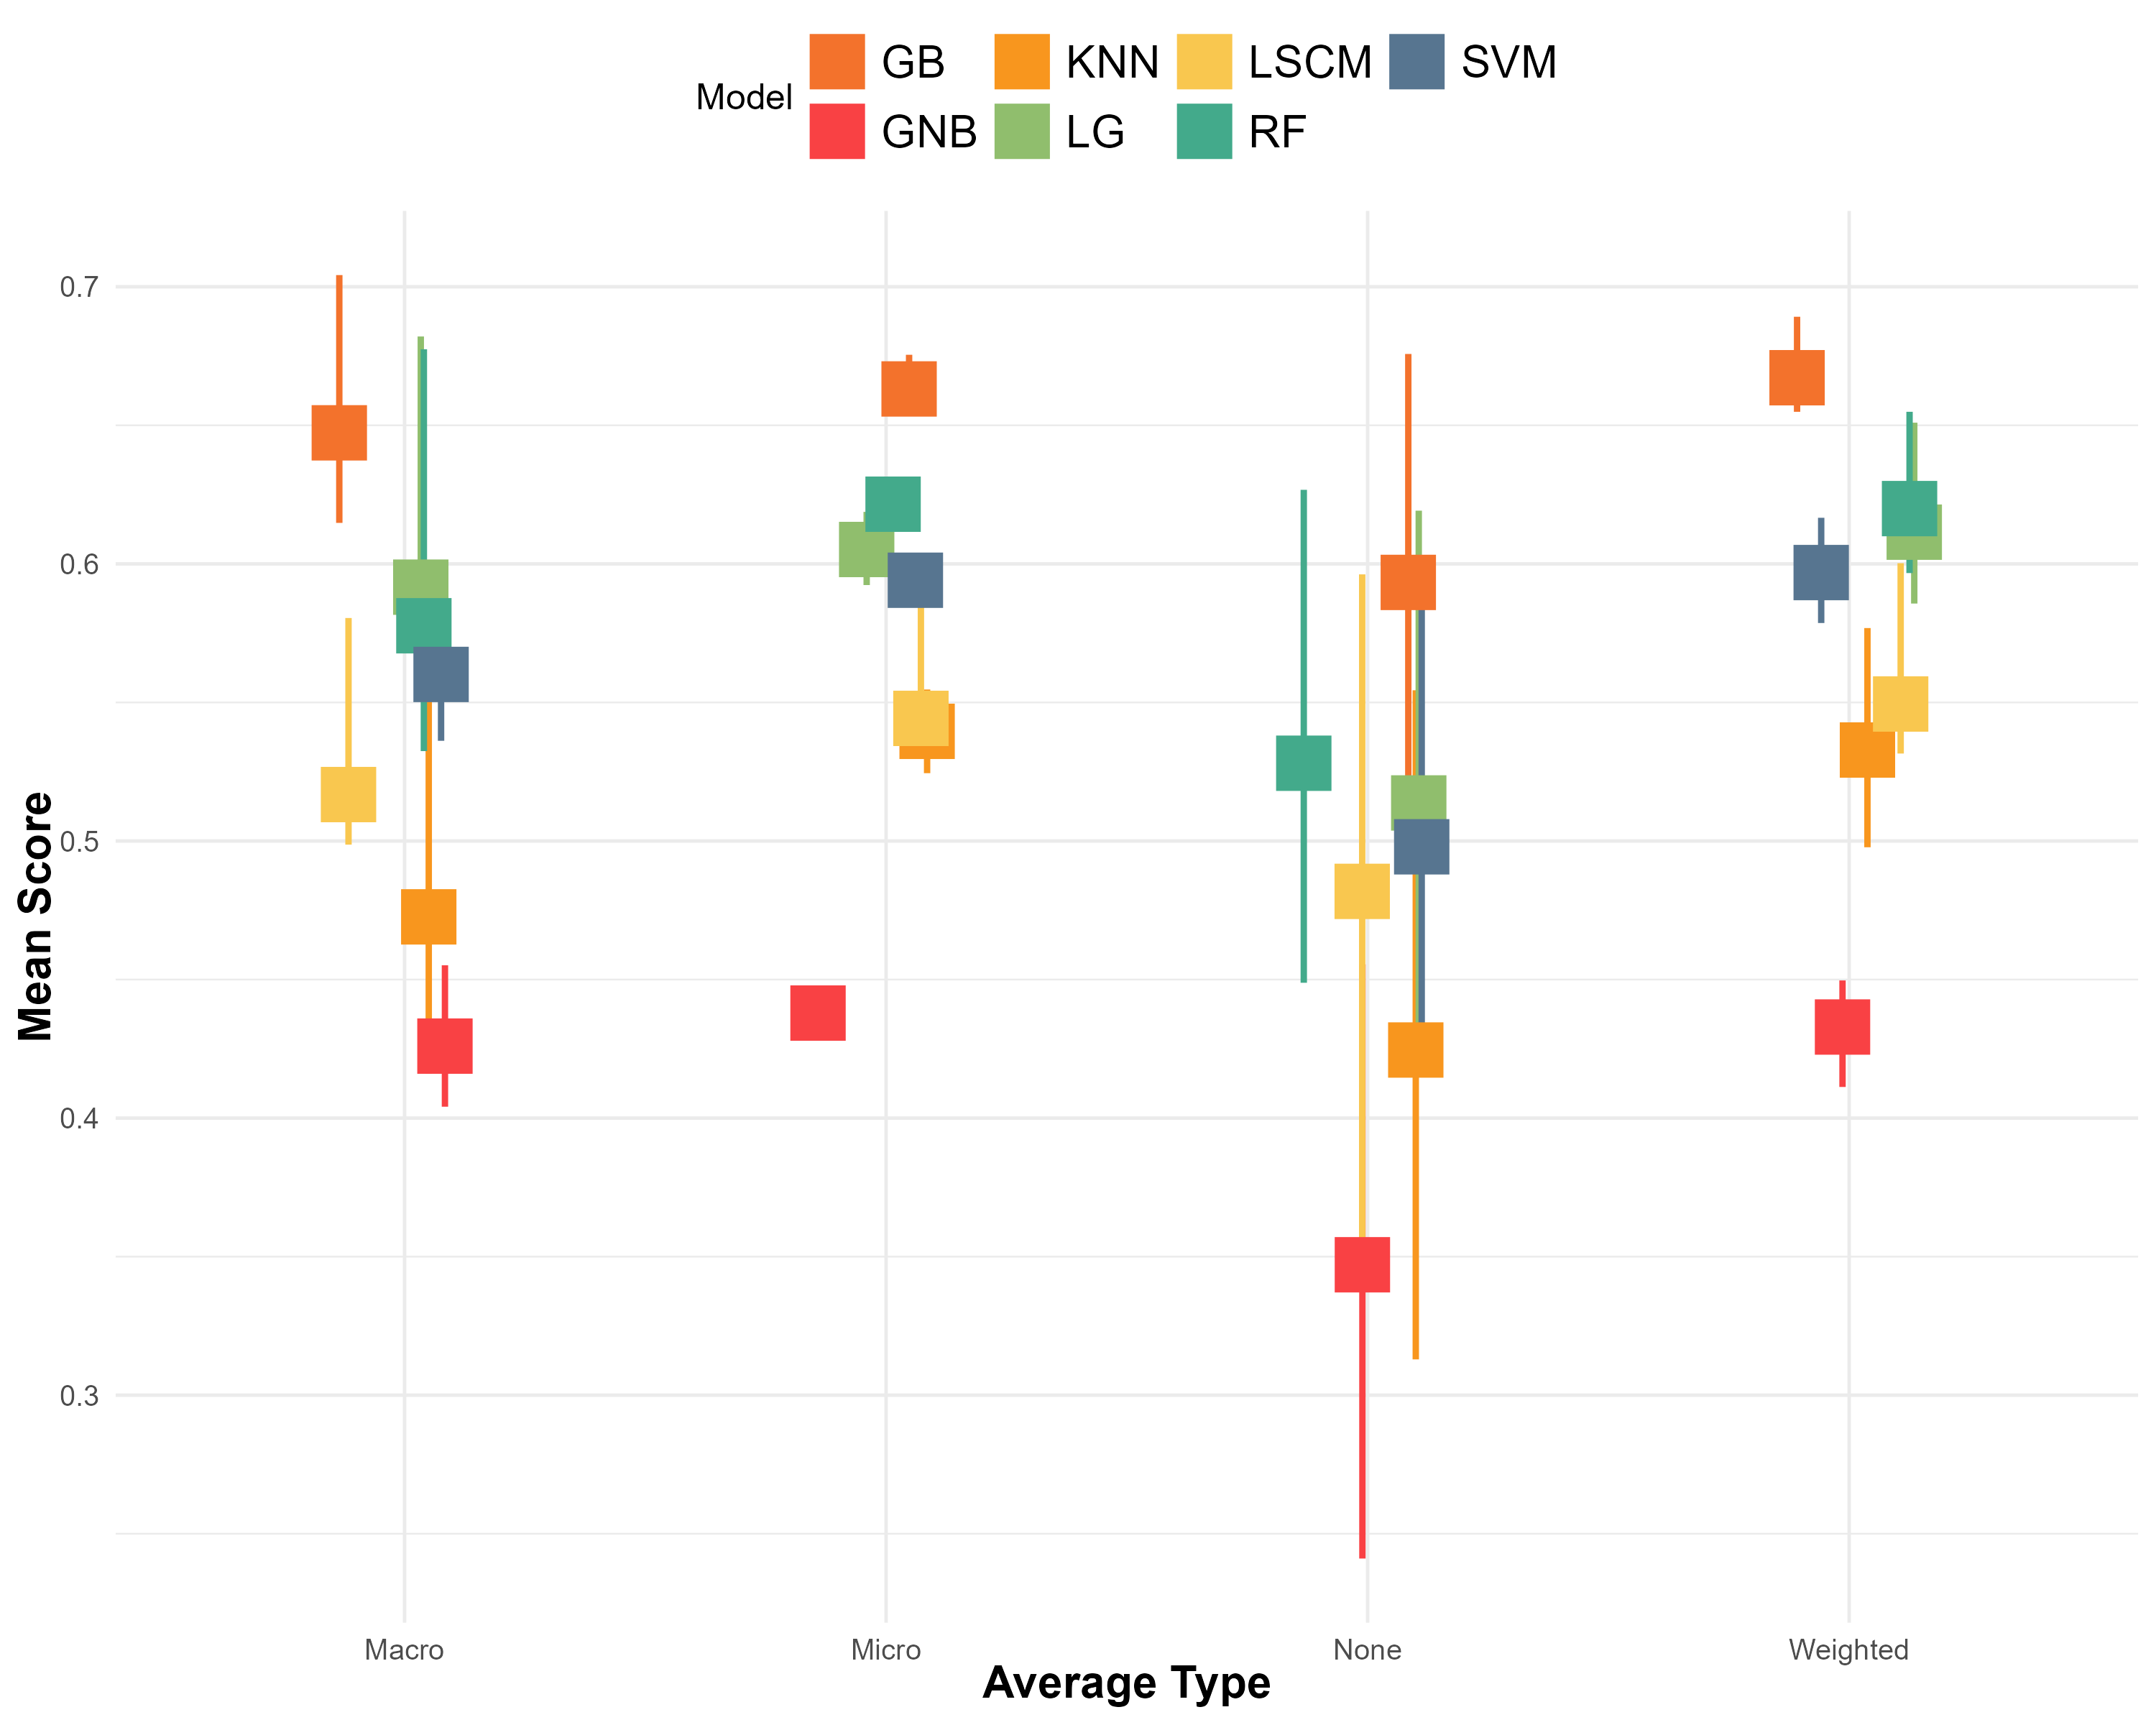 Model
GB KNN LSCM SVM
GNB LG RF
Mean Score
0.7
0.6
0.5
0.4
0.3
Macro Micro None Weighted
Average Type